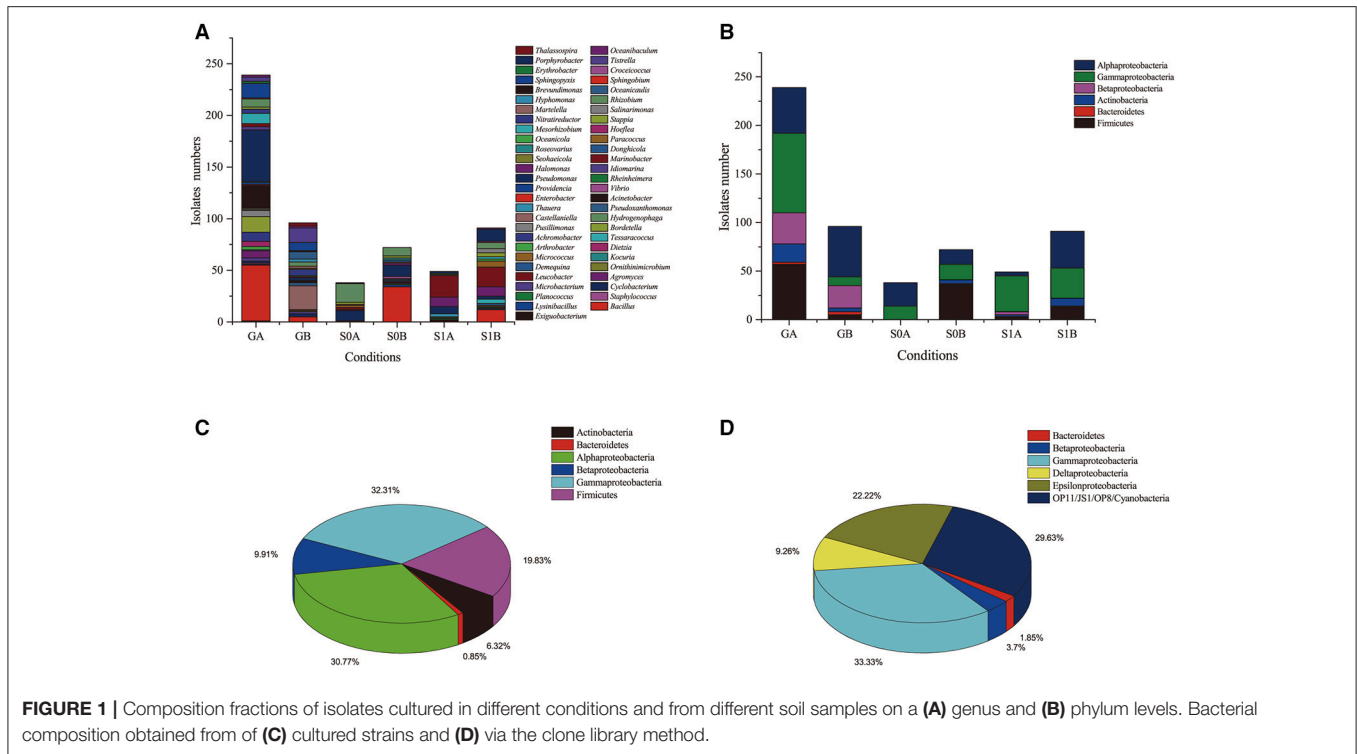 A
Isolates numbers
250
200
150
100
50
0
GA GB S0A S0B S1A S1B
Conditions
Thalassospira Oceanibaculum
Porphyrobacter Tistrella
Erythrobacter Croceicoccus
Sphingopyxis Sphingobium
Brevundimonas Oceanicaulis
Hyphomonas Rhizobium
Martelella Salinarimonas
Nitratireductor Stappia
Mesorhizobium Hoeflea
Oceanicola Paracoccus
Roseovarius Donghicola
Seohaeicola Marinobacter
Halomonas Idiomarina
Pseudomonas Rheinheimera
Providencia Vibrio
Enterobacter Acinetobacter
Thauera Pseudoxanthomonas
Castellaniella Hydrogenophaga
Pusillimonas Bordetella
Achromobacter Tessaracoccus
Arthrobacter Dietzia
Micrococcus Kocuria
Demequina Ornithinimicrobium
Leucobacter Agromyces
Microbacterium Cyclobacterium
Planococcus Staphylococcus
Lysinibacillus Bacillus
Exiguobacterium
B
Isolates number
250
200
150
100
50
0
GA GB S0A S0B S1A S1B
Conditions
Alphaproteobacteria
Gammaproteobacteria
Betaproteobacteria
Actinobacteria
Bacteroidetes
Firmicutes
C
Actinobacteria
Bacteroidetes
Alphaproteobacteria
Betaproteobacteria
Gammaproteobacteria
Firmicutes
32.31%
9.91%
19.83%
6.32%
0.85%
30.77%
D
Bacteroidetes
Betaproteobacteria
Gammaproteobacteria
Deltaproteobacteria
Epsilonproteobacteria
OP11/JS1/OP8/Cyanobacteria
22.22%
29.63%
9.26%
1.85%
3.7%
33.33%
FIGURE 1 | Composition fractions of isolates cultured in different conditions and from different soil samples on a (A) genus and (B) phylum levels. Bacterial
composition obtained from of (C) cultured strains and (D) via the clone library method.